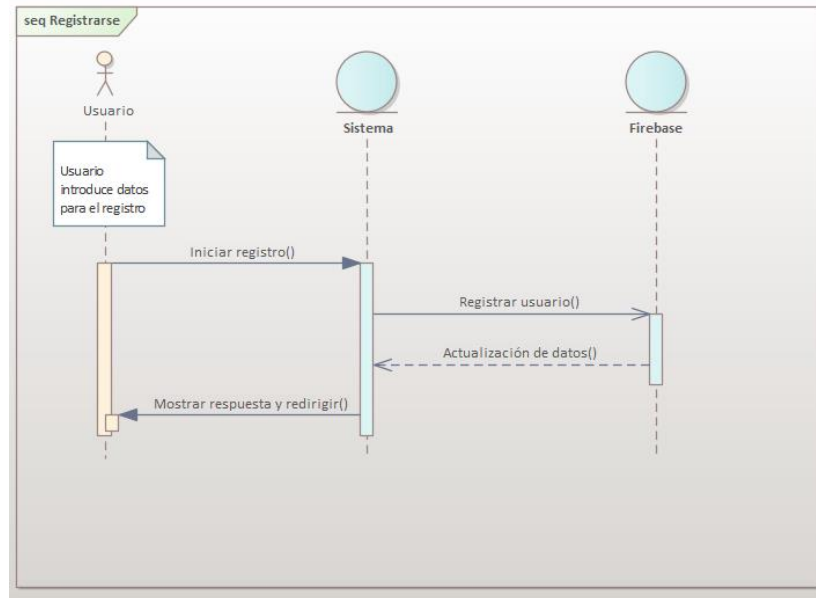 seq Registrarse
Usuario
Sistema
Firebase
Usuario
introduce datos
para el registro
Iniciar registro()
Registrar usuario()
Actualización de datos()
Mostrar respuesta y redirigir()